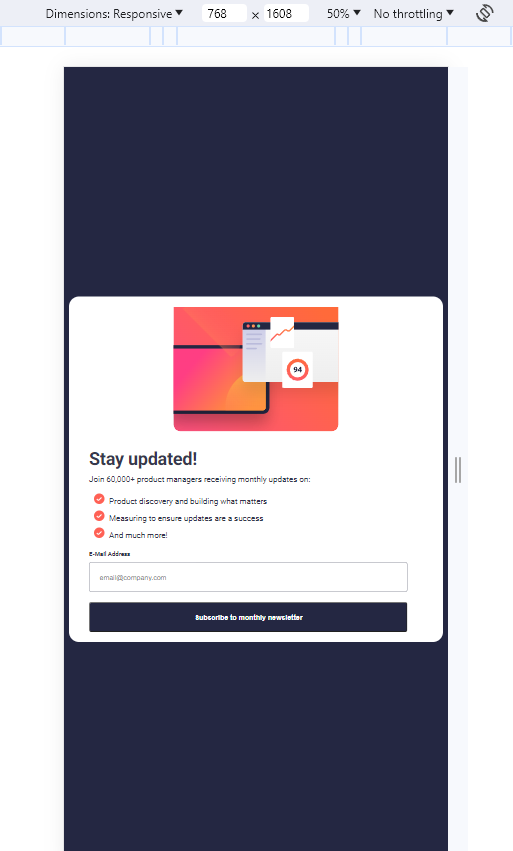 Dimensions: Responsive 768 x 1608 50% No throttling
94
Stay updated!
Join 60,000+ product managers receiving monthly updates on:
Product discovery and building what matters
Measuring to ensure updates are a success
And much more!
E-Mail Address
email@company.com
Subscribe to monthly newsletter